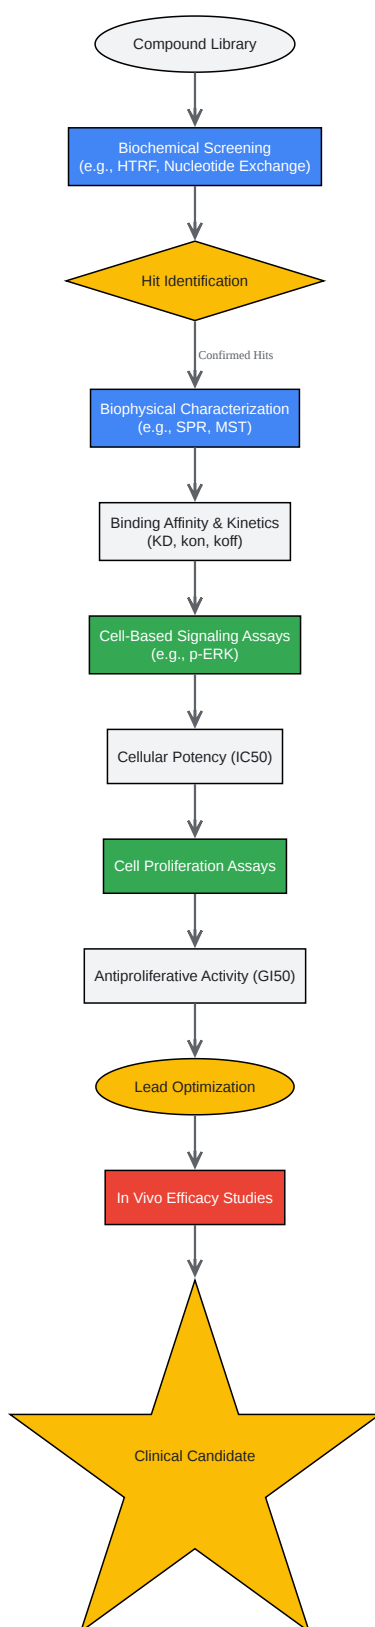 Compound Library
Biochemical Screening
(e.g., HTRF, Nucleotide Exchange)
Hit Identification
Confirmed Hits
Biophysical Characterization
(e.g., SPR, MST)
Binding Affinity & Kinetics
(KD, kon, koff)
Cell-Based Signaling Assays
(e.g., p-ERK)
Cellular Potency (IC50)
Cell Proliferation Assays
Antiproliferative Activity (GI50)
Lead Optimization
In Vivo Efficacy Studies
Clinical Candidate